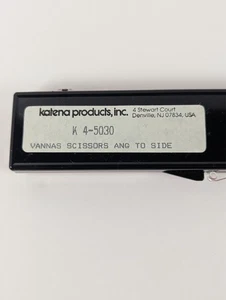 katena products, inc.
4 Stewart Court
Denville, NJ 07834, USA
K 4-5030
VANNAS SCISSORS ANG TO SIDE